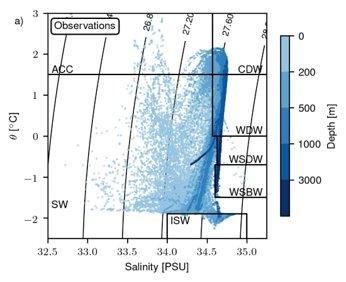 a)
Observations
26.8
27.20
27.60
28.
ACC
CDW
WDW
WSDW
WSBW
SW
ISW
3
2
1
0
−1
−2
θ [°C]
32.5 33.0 33.5 34.0 34.5 35.0
Salinity [PSU]
0
200
500
1000
3000
Depth [m]